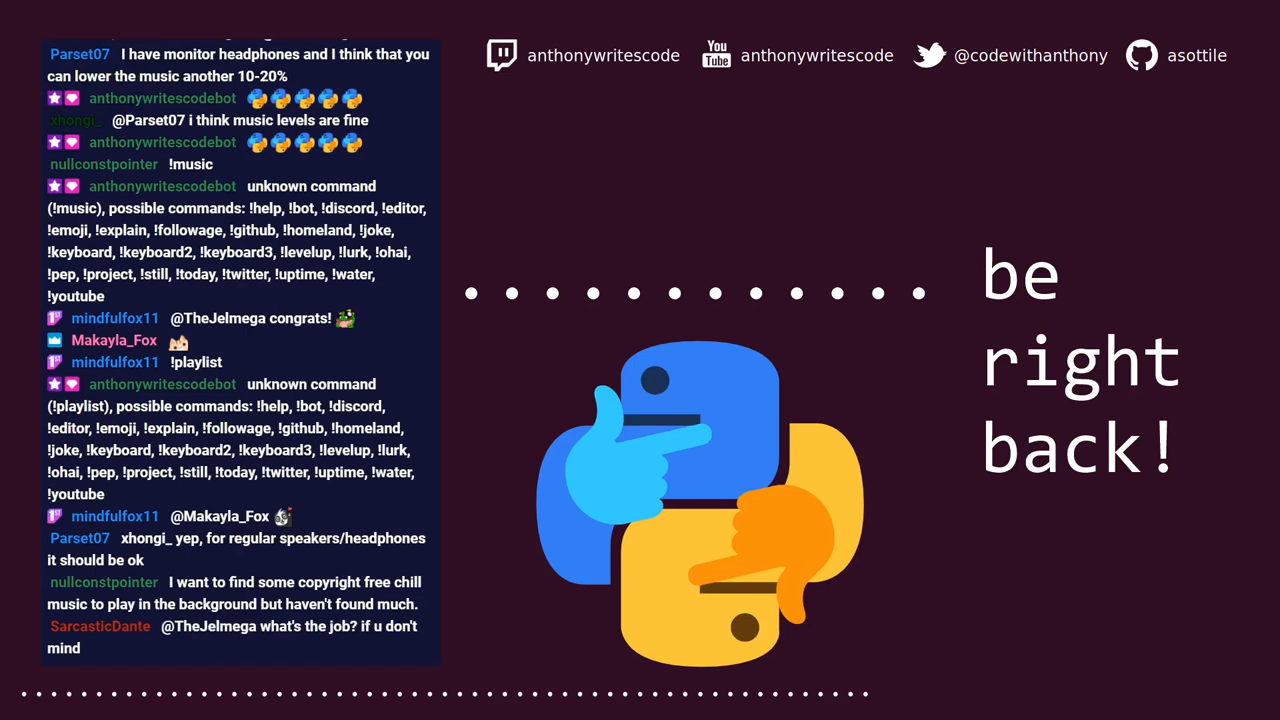 anthonywritescode anthonywritescode @codewithanthony asottile
Parset07 I have monitor headphones and I think that you
can lower the music another 10-20%
anthonywritescodebot
xhongi_ @Parset07 i think music levels are fine
anthonywritescodebot
nullconstpointer !music
anthonywritescodebot unknown command
(!music), possible commands: !help, !bot, !discord, !editor,
!emoji, !explain, !followage, !github, !homeland, !joke,
!keyboard, !keyboard2, !keyboard3, !levelup, !lurk, !ohai,
!pep, !project, !still, !today, !twitter, !uptime, !water,
!youtube
mindfulfox11 @TheJelmega congrats!
Makayla_Fox
mindfulfox11 !playlist
anthonywritescodebot unknown command
(!playlist), possible commands: !help, !bot, !discord,
!editor, !emoji, !explain, !followage, !github, !homeland,
!joke, !keyboard, !keyboard2, !keyboard3, !levelup, !lurk,
!ohai, !pep, !project, !still, !today, !twitter, !uptime, !water,
!youtube
mindfulfox11 @Makayla_Fox
Parset07 xhongi_ yep, for regular speakers/headphones
it should be ok
nullconstpointer I want to find some copyright free chill
music to play in the background but haven't found much.
SarcasticDante @TheJelmega what's the job? if u don't
mind
be
right
back!